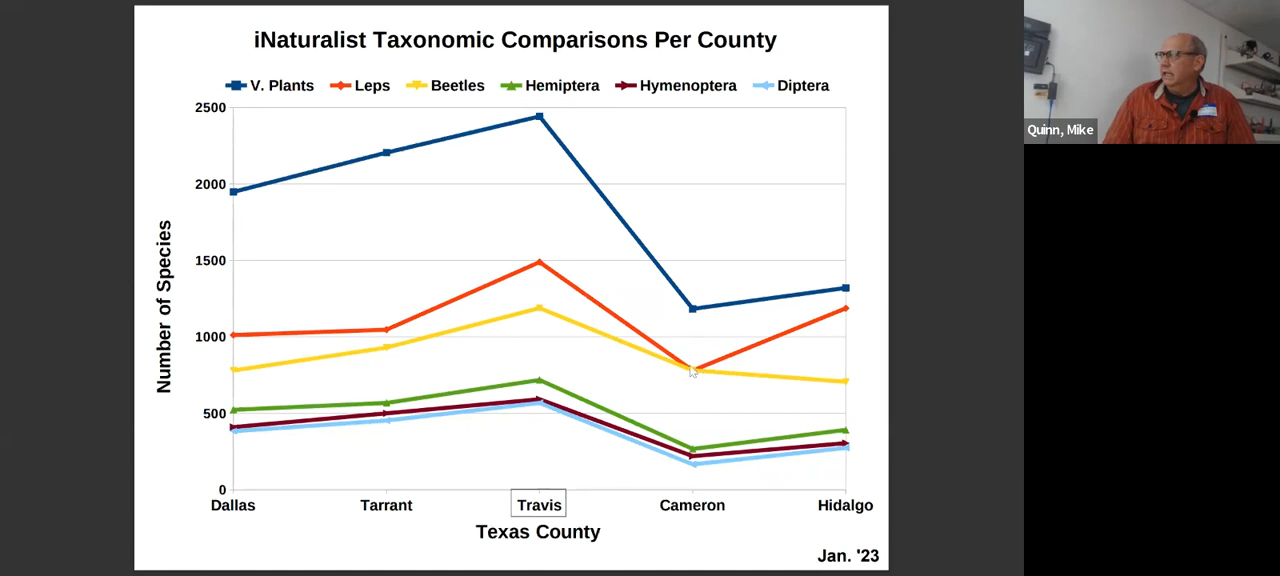 iNaturalist Taxonomic Comparisons Per County
V. Plants Leps Beetles Hemiptera Hymenoptera Diptera
2500
2000
1500
1000
500
0
Number of Species
Dallas Tarrant Travis Cameron Hidalgo
Texas County
Jan. '23
Quinn, Mike